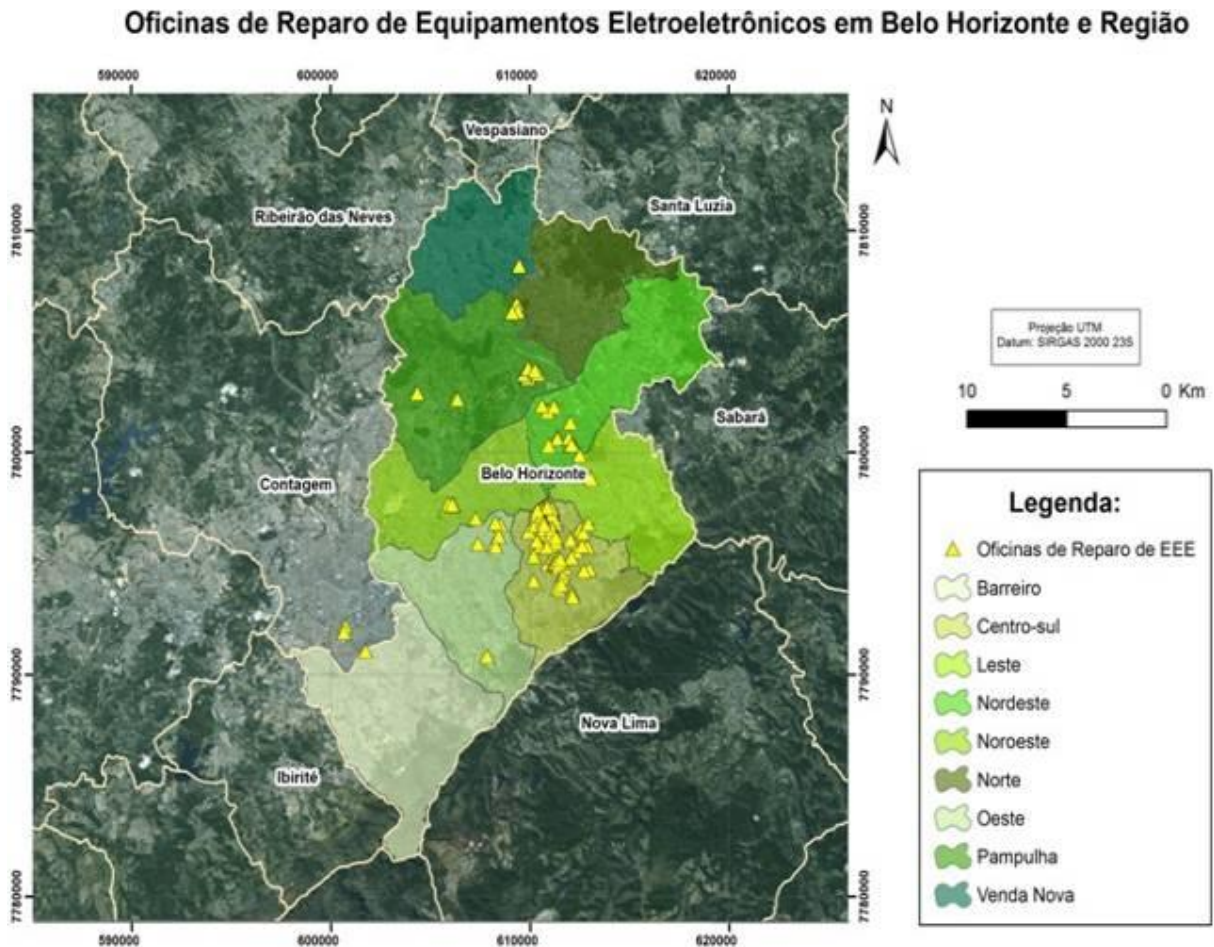 Oficinas de Reparo de Equipamentos Eletroeletrônicos em Belo Horizonte e Região
590000
600000
610000
620000
N
Vespasiano
Ribeirão das Neves
Santa Luzia
7810000
7810000
Projeção UTM
Datum: SIRGAS 2000 23S
10
5
0 Km
Sabará
7800000
7800000
Belo Horizonte
Contagem
Legenda:
Oficinas de Reparo de EEE
Barreiro
Centro-sul
Leste
Nordeste
Noroeste
Norte
Oeste
Pampulha
Venda Nova
7790000
7790000
Nova Lima
Ibirité
7780000
7780000
590000
600000
610000
620000